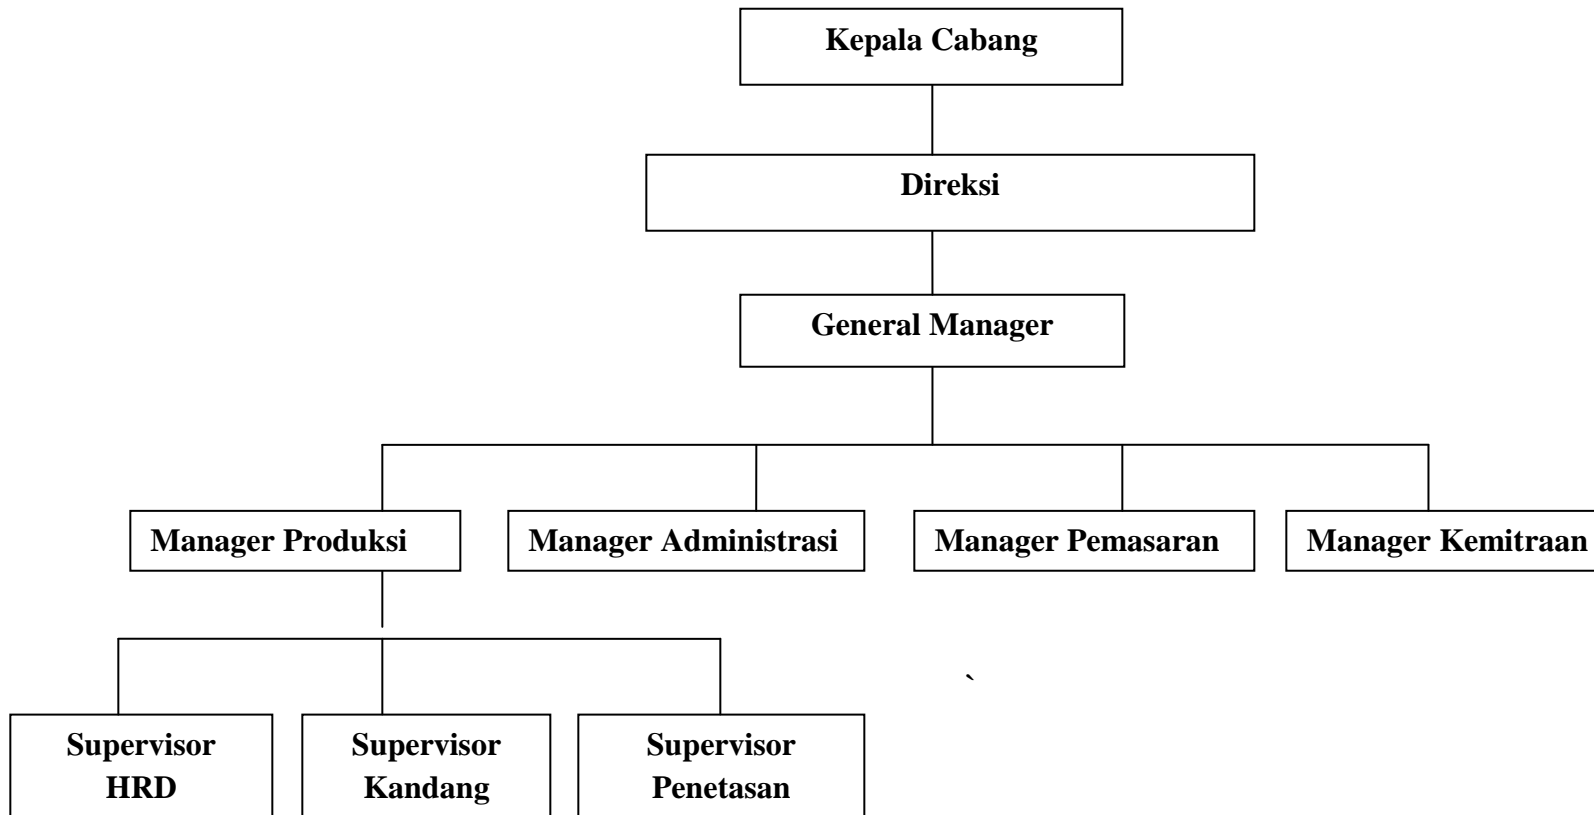 Kepala Cabang
Direksi
General Manager
Manager Produksi
Manager Administrasi
Manager Pemasaran
Manager Kemitraan
`
Supervisor
HRD
Supervisor
Kandang
Supervisor
Penetasan